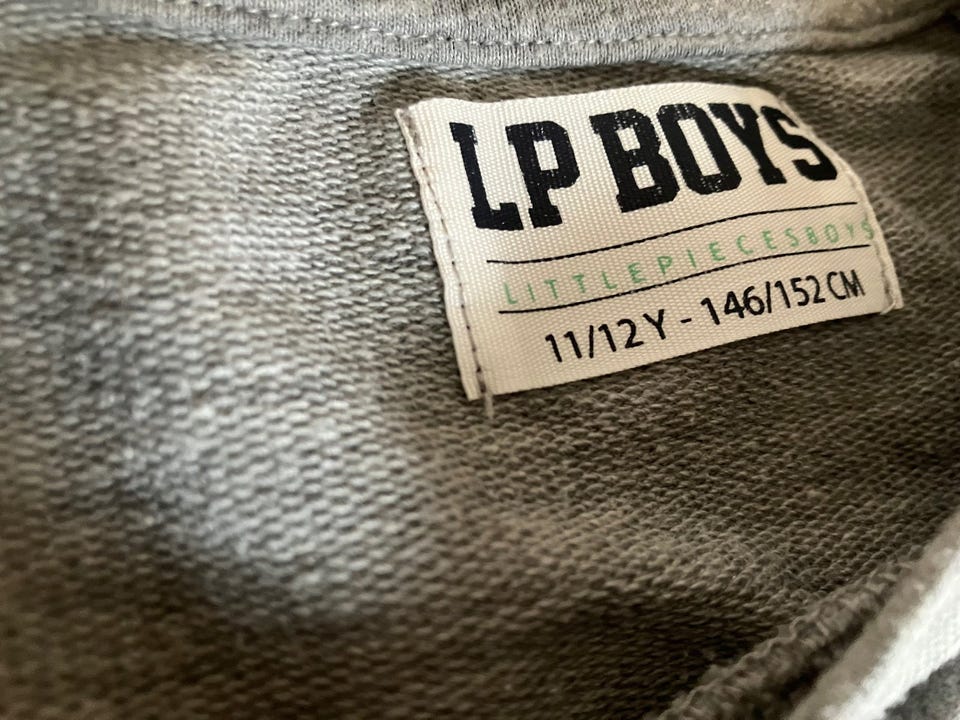 LP BOYS
LITTLEPIECESBOYS
11/12 Y - 146/152 CM